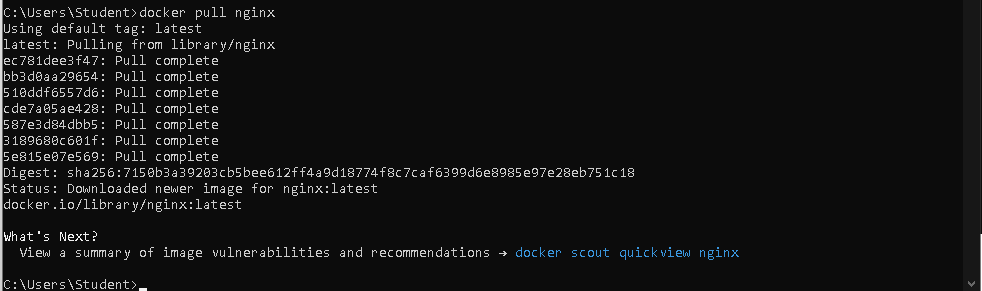 C:\Users\Student>docker pull nginx
Using default tag: latest
latest: Pulling from library/nginx
ec781dee3f47: Pull complete
bb3d0aa29654: Pull complete
510ddf6557d6: Pull complete
cde7a05ae428: Pull complete
587e3d84dbb5: Pull complete
3189680c601f: Pull complete
5e815e07e569: Pull complete
Digest: sha256:7150b3a39203cb5bee612ff4a9d18774f8c7caf6399d6e8985e97e28eb751c18
Status: Downloaded newer image for nginx:latest
docker.io/library/nginx:latest
What's Next?
View a summary of image vulnerabilities and recommendations → docker scout quickview nginx
C:\Users\Student>